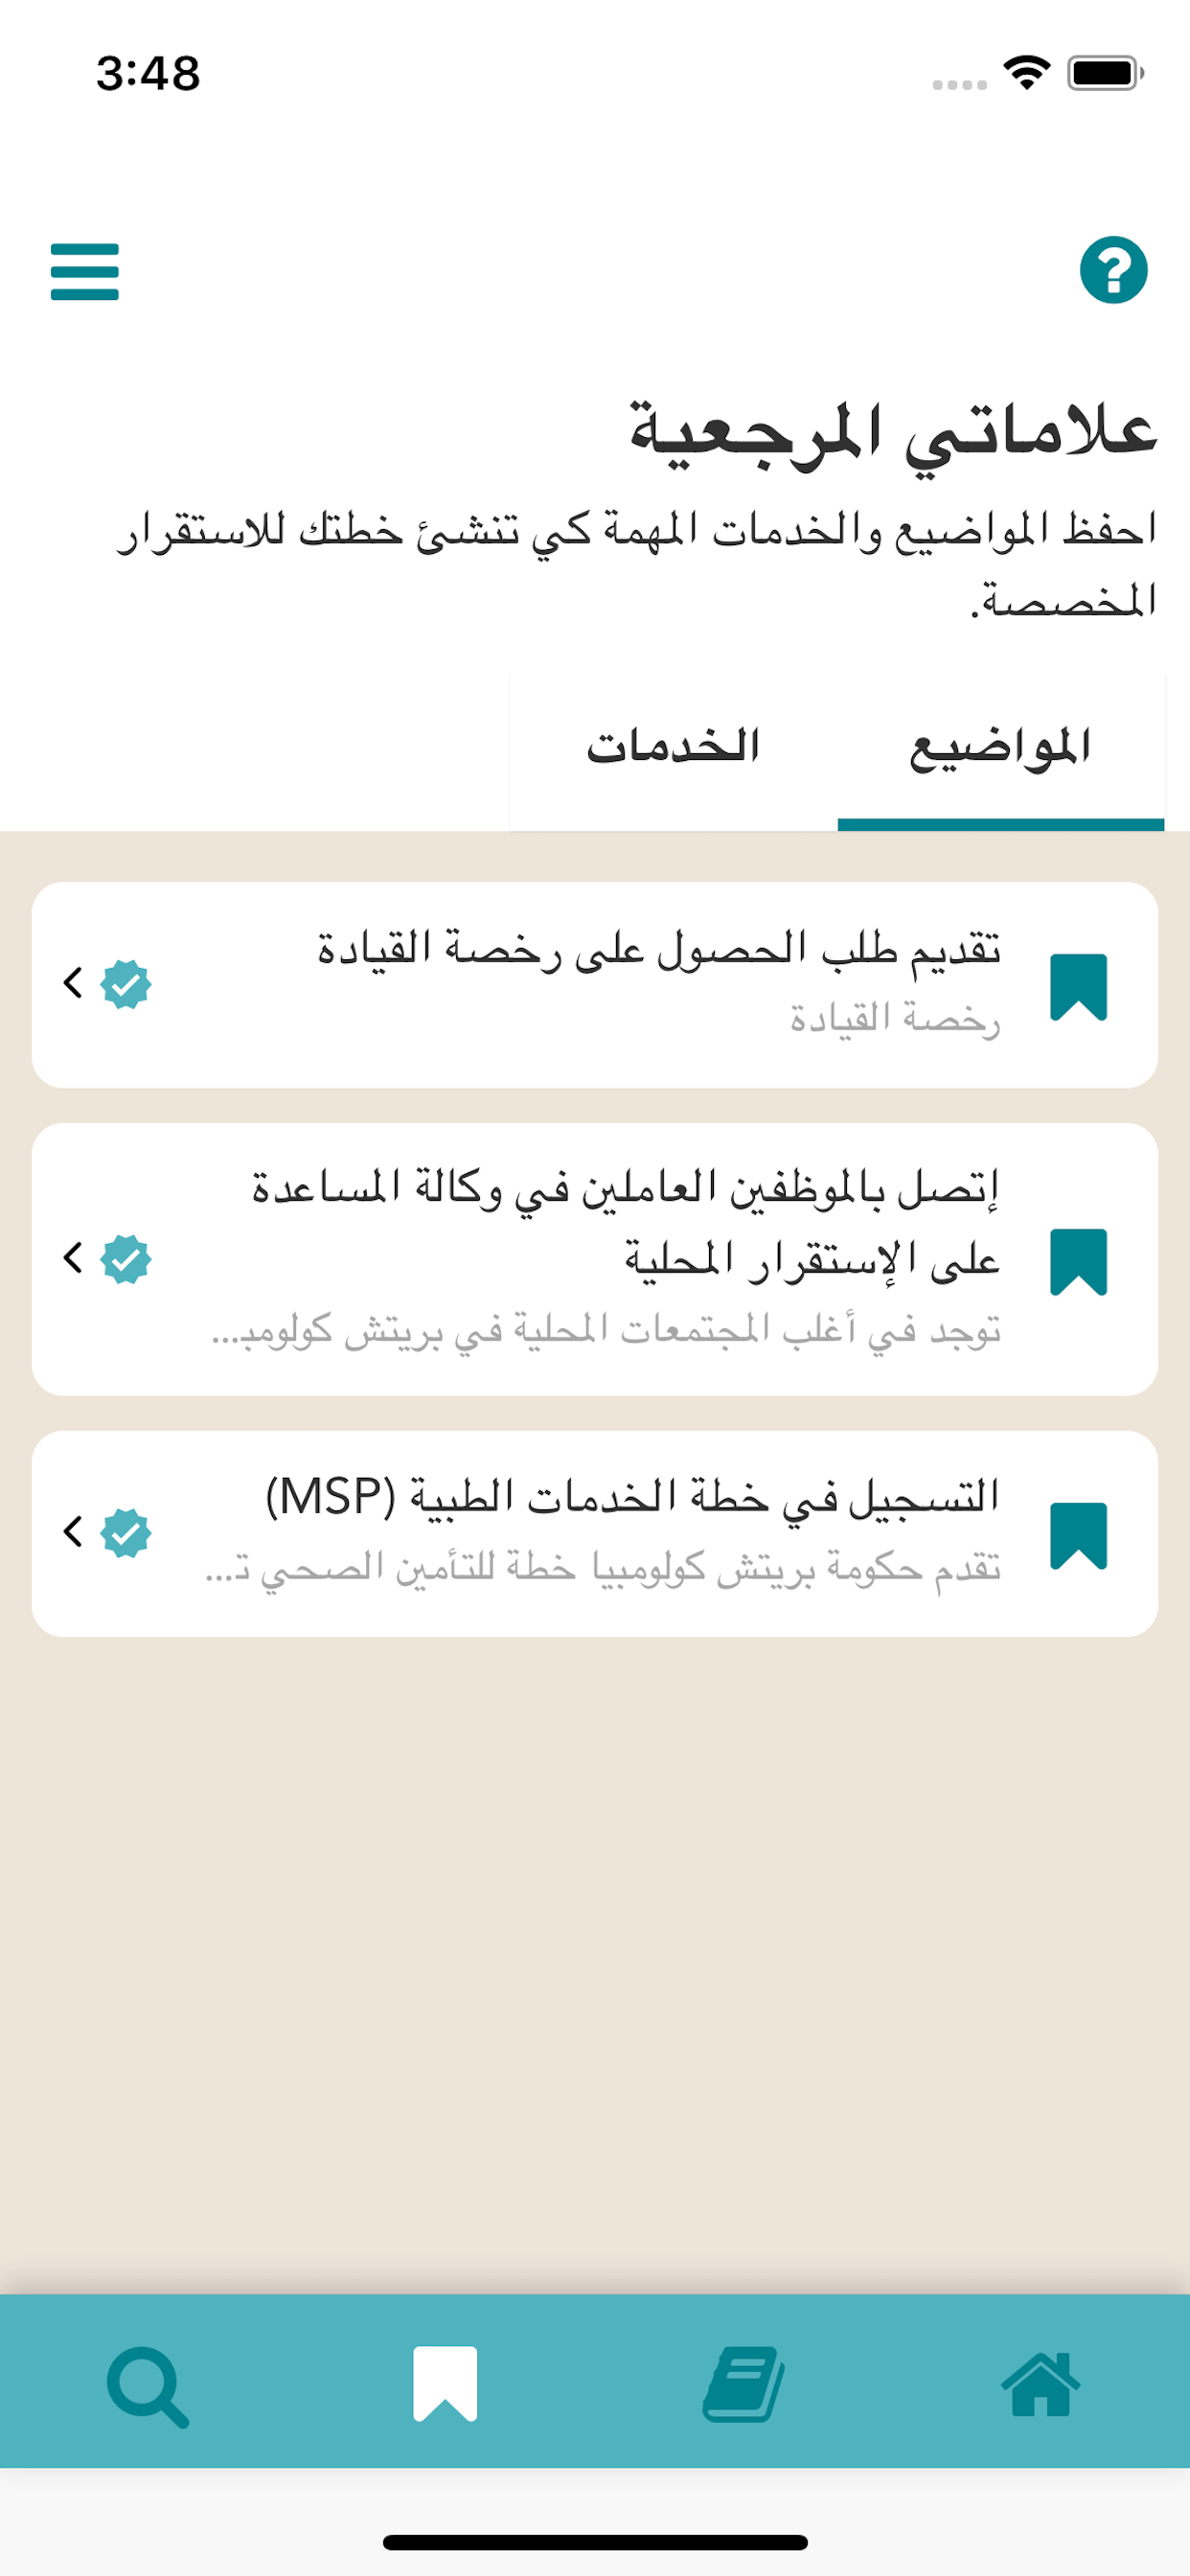 3:48
علاماتي المرجعية
احفظ المواضيع والخدمات المهمة كي تنشئ خطتك للاستقرار
المخصصة.
المواضيع
الخدمات
تقديم طلب الحصول على رخصة القيادة
رخصة القيادة
إتصل بالموظفين العاملين في وكالة المساعدة
على الإستقرار المحلية
توجد في أغلب المجتمعات المحلية في بريتش كولومبـ...
التسجيل في خطة الخدمات الطبية (MSP)
تقدم حكومة بريتش كولومبيا خطة للتأمين الصحي تـ...